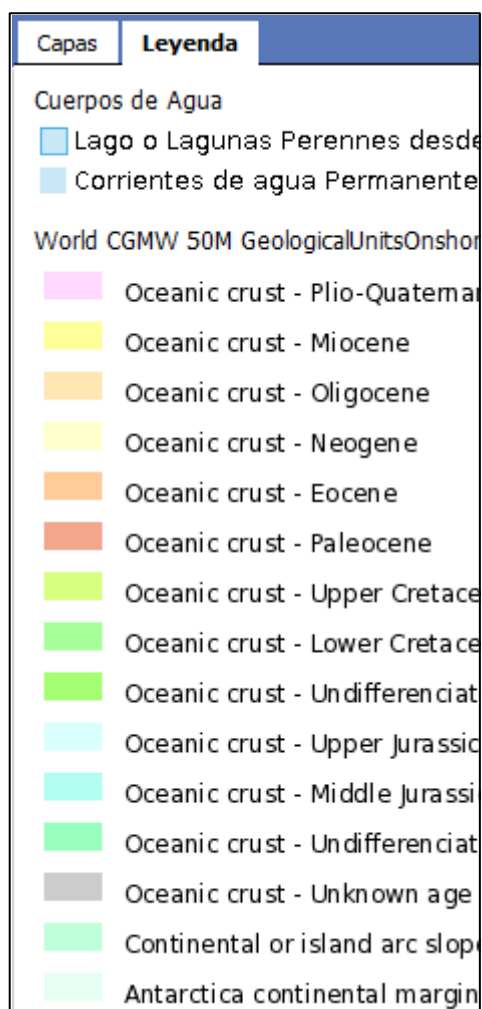 Capas Leyenda
Cuerpos de Agua
Lago o Lagunas Perennes desde
Corrientes de agua Permanente
World CGMW 50M GeologicalUnitsOnshor
Oceanic crust - Plio-Quaternar
Oceanic crust - Miocene
Oceanic crust - Oligocene
Oceanic crust - Neogene
Oceanic crust - Eocene
Oceanic crust - Paleocene
Oceanic crust - Upper Cretace
Oceanic crust - Lower Cretace
Oceanic crust - Undifferenciat
Oceanic crust - Upper Jurassic
Oceanic crust - Middle Jurassi
Oceanic crust - Undifferenciat
Oceanic crust - Unknown age
Continental or island arc slope
Antarctica continental margin